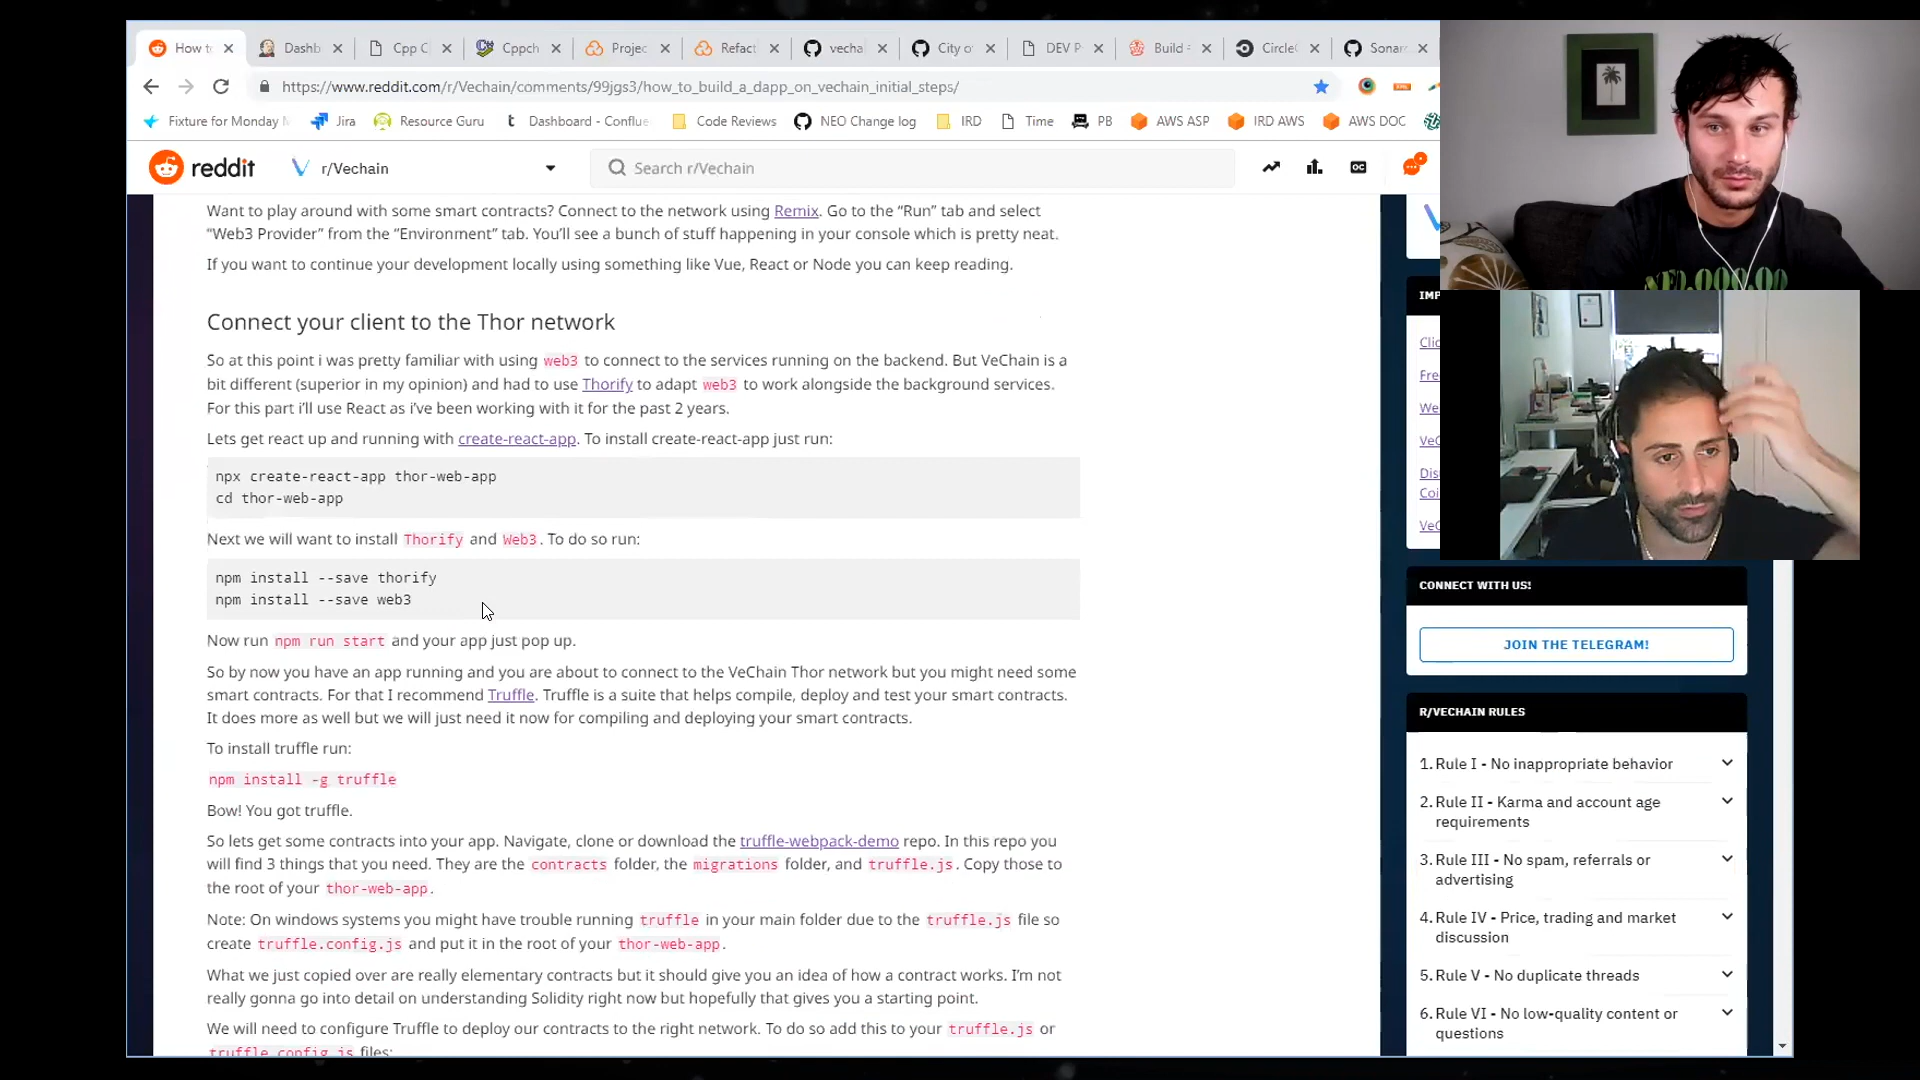 How to
Dashb
Cpp C
Cppch
Projec
Refact
vecha
City o
DEV P
Build
CircleC
Sonar
https://www.reddit.com/r/Vechain/comments/99jgs3/how_to_build_a_dapp_on_vechain_initial_steps/
Fixture for Monday
Jira
Resource Guru
Dashboard - Conflue
Code Reviews
NEO Change log
IRD
Time
PB
AWS ASP
IRD AWS
AWS DOC
reddit
r/Vechain
Search r/Vechain
Want to play around with some smart contracts? Connect to the network using Remix. Go to the “Run” tab and select
“Web3 Provider” from the “Environment” tab. You’ll see a bunch of stuff happening in your console which is pretty neat.
If you want to continue your development locally using something like Vue, React or Node you can keep reading.
Connect your client to the Thor network
So at this point i was pretty familiar with using web3 to connect to the services running on the backend. But VeChain is a
bit different (superior in my opinion) and had to use Thorify to adapt web3 to work alongside the background services.
For this part i’ll use React as i’ve been working with it for the past 2 years.
Lets get react up and running with create-react-app. To install create-react-app just run:
npx create-react-app thor-web-app
cd thor-web-app
Next we will want to install Thorify and Web3. To do so run:
npm install --save thorify
npm install --save web3
Now run npm run start and your app just pop up.
So by now you have an app running and you are about to connect to the VeChain Thor network but you might need some
smart contracts. For that I recommend Truffle. Truffle is a suite that helps compile, deploy and test your smart contracts.
It does more as well but we will just need it now for compiling and deploying your smart contracts.
To install truffle run:
npm install -g truffle
Bow! You got truffle.
So lets get some contracts into your app. Navigate, clone or download the truffle-webpack-demo repo. In this repo you
will find 3 things that you need. They are the contracts folder, the migrations folder, and truffle.js. Copy those to
the root of your thor-web-app.
Note: On windows systems you might have trouble running truffle in your main folder due to the truffle.js file so
create truffle.config.js and put it in the root of your thor-web-app.
What we just copied over are really elementary contracts but it should give you an idea of how a contract works. I’m not
really gonna go into detail on understanding Solidity right now but hopefully that gives you a starting point.
We will need to configure Truffle to deploy our contracts to the right network. To do so add this to your truffle.js or
truffle.config.js files:
IMP
Clic
Fre
We
VeC
Dis
Coi
VeC
CONNECT WITH US!
JOIN THE TELEGRAM!
R/VECHAIN RULES
1. Rule I - No inappropriate behavior
2. Rule II - Karma and account age
requirements
3. Rule III - No spam, referrals or
advertising
4. Rule IV - Price, trading and market
discussion
5. Rule V - No duplicate threads
6. Rule VI - No low-quality content or
questions